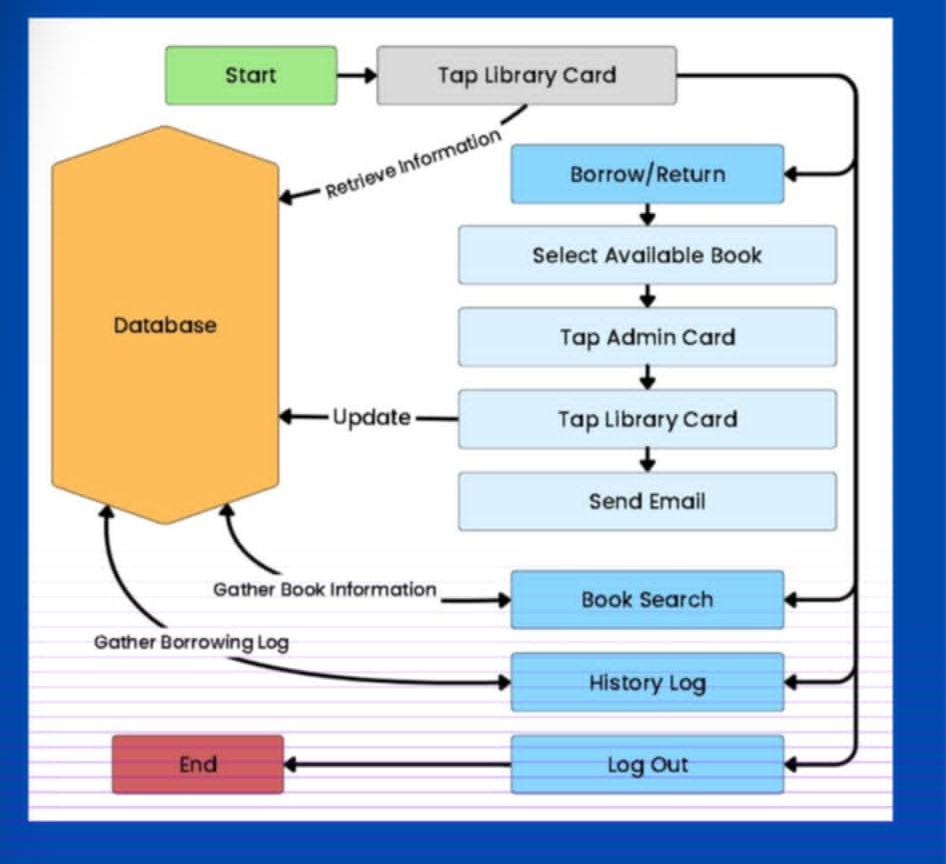 Start
Tap Library Card
Retrieve Information
Borrow/Return
Select Available Book
Database
Tap Admin Card
Update
Tap Library Card
Send Email
Gather Book Information
Book Search
Gather Borrowing Log
History Log
End
Log Out